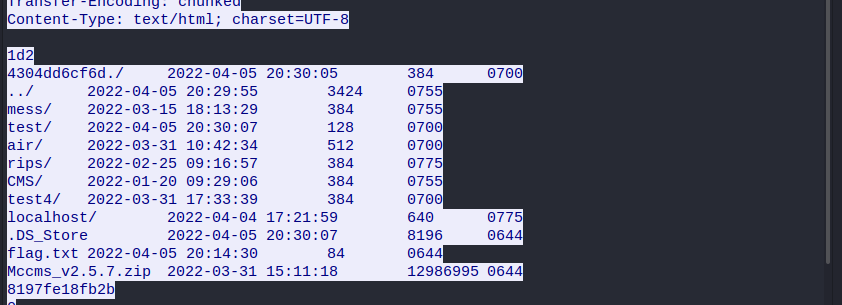 Transfer-Encoding: chunked
Content-Type: text/html; charset=UTF-8

1d2
4304dd6cf6d./	2022-04-05 20:30:05	384	0700
../	2022-04-05 20:29:55	3424	0755
mess/	2022-03-15 18:13:29	384	0755
test/	2022-04-05 20:30:07	128	0700
air/	2022-03-31 10:42:34	512	0700
rips/	2022-02-25 09:16:57	384	0775
CMS/	2022-01-20 09:29:06	384	0755
test4/	2022-03-31 17:33:39	384	0700
localhost/	2022-04-04 17:21:59	640	0775
.DS_Store	2022-04-05 20:30:07	8196	0644
flag.txt	2022-04-05 20:14:30	84	0644
Mccms_v2.5.7.zip	2022-03-31 15:11:18	12986995	0644
8197fe18fb2b
0